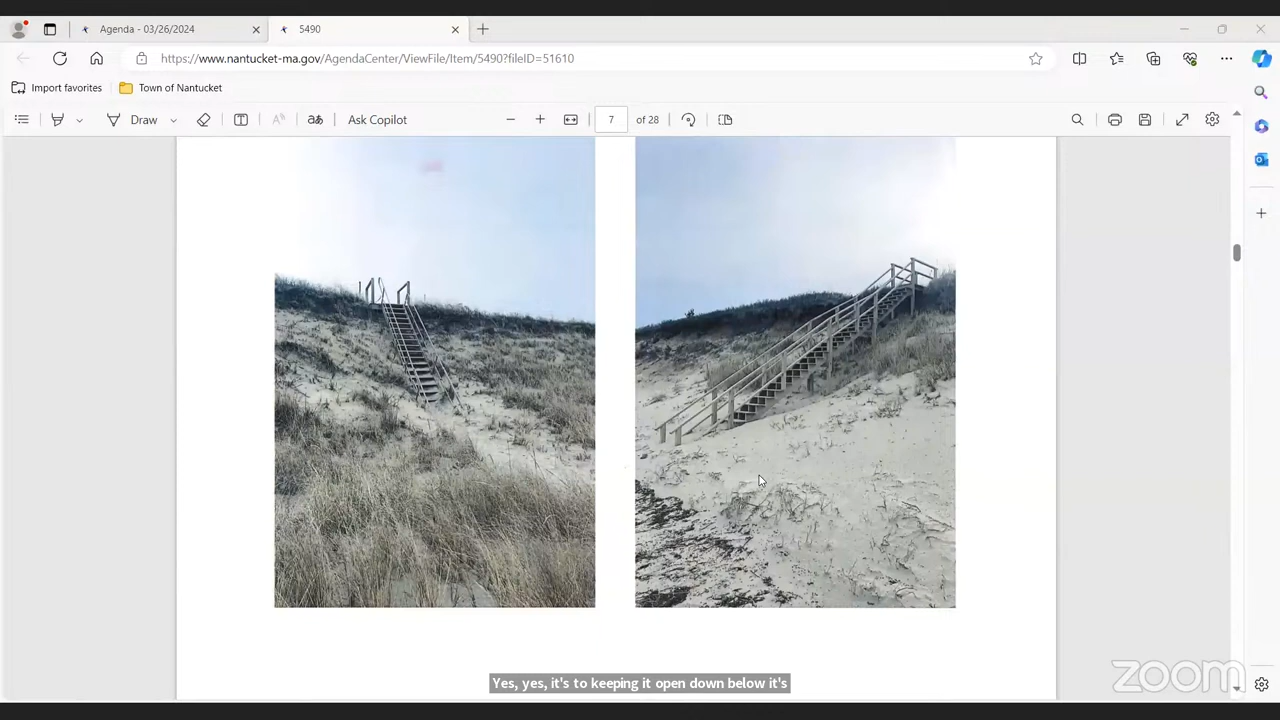 Agenda - 03/26/2024
5490
https://www.nantucket-ma.gov/AgendaCenter/ViewFile/Item/5490?fileID=51610
Import favorites
Town of Nantucket
Draw
aあ
Ask Copilot
7 of 28
Yes, yes, it's to keeping it open down below it's
zoom